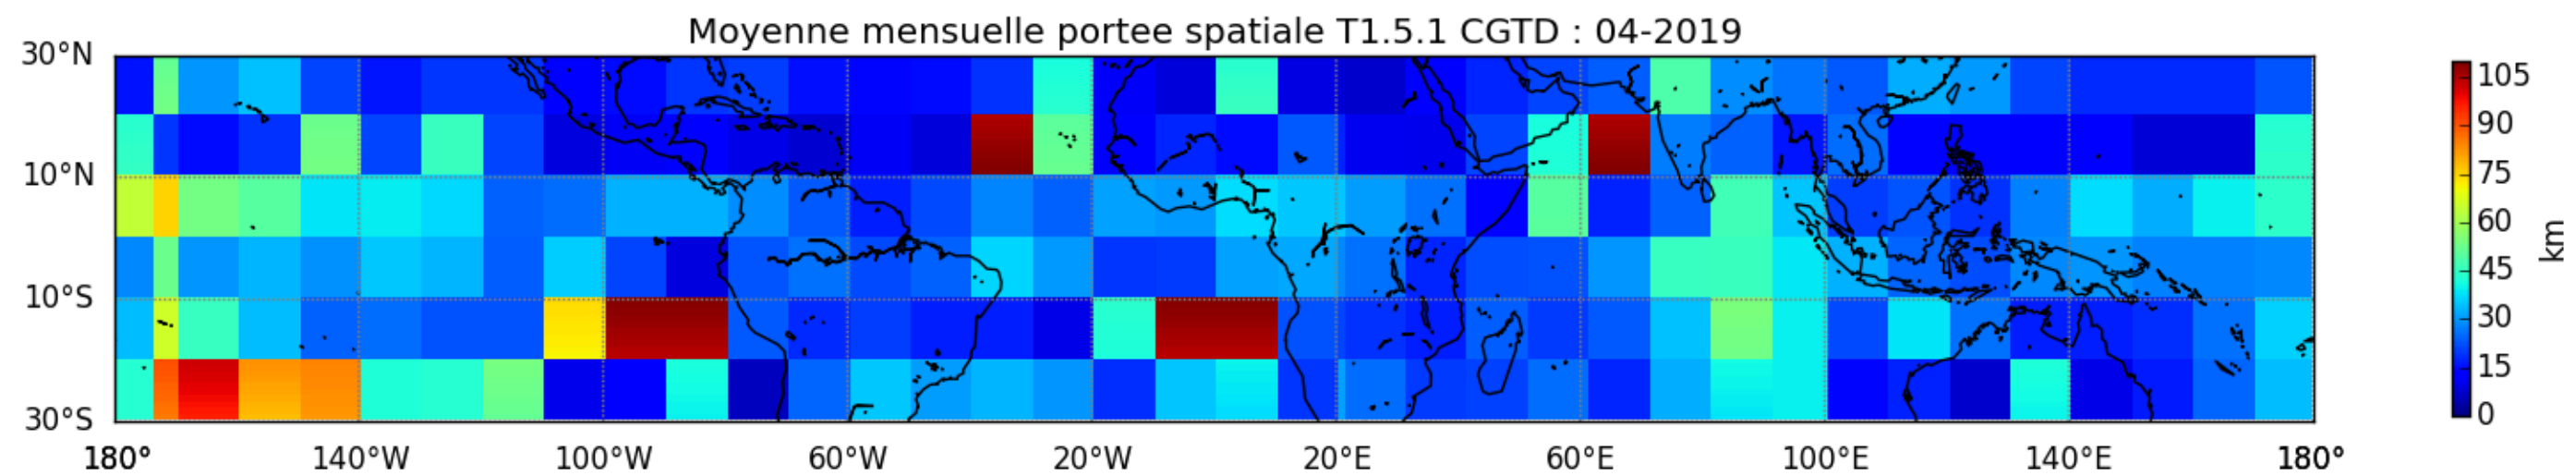 Moyenne mensuelle portee spatiale T1.5.1 CGTD : 04-2019
30°N
10°N
10°S
30°S
180° 140°W 100°W 60°W 20°W 20°E 60°E 100°E 140°E 180°
105
90
75
60
45
30
15
0
km